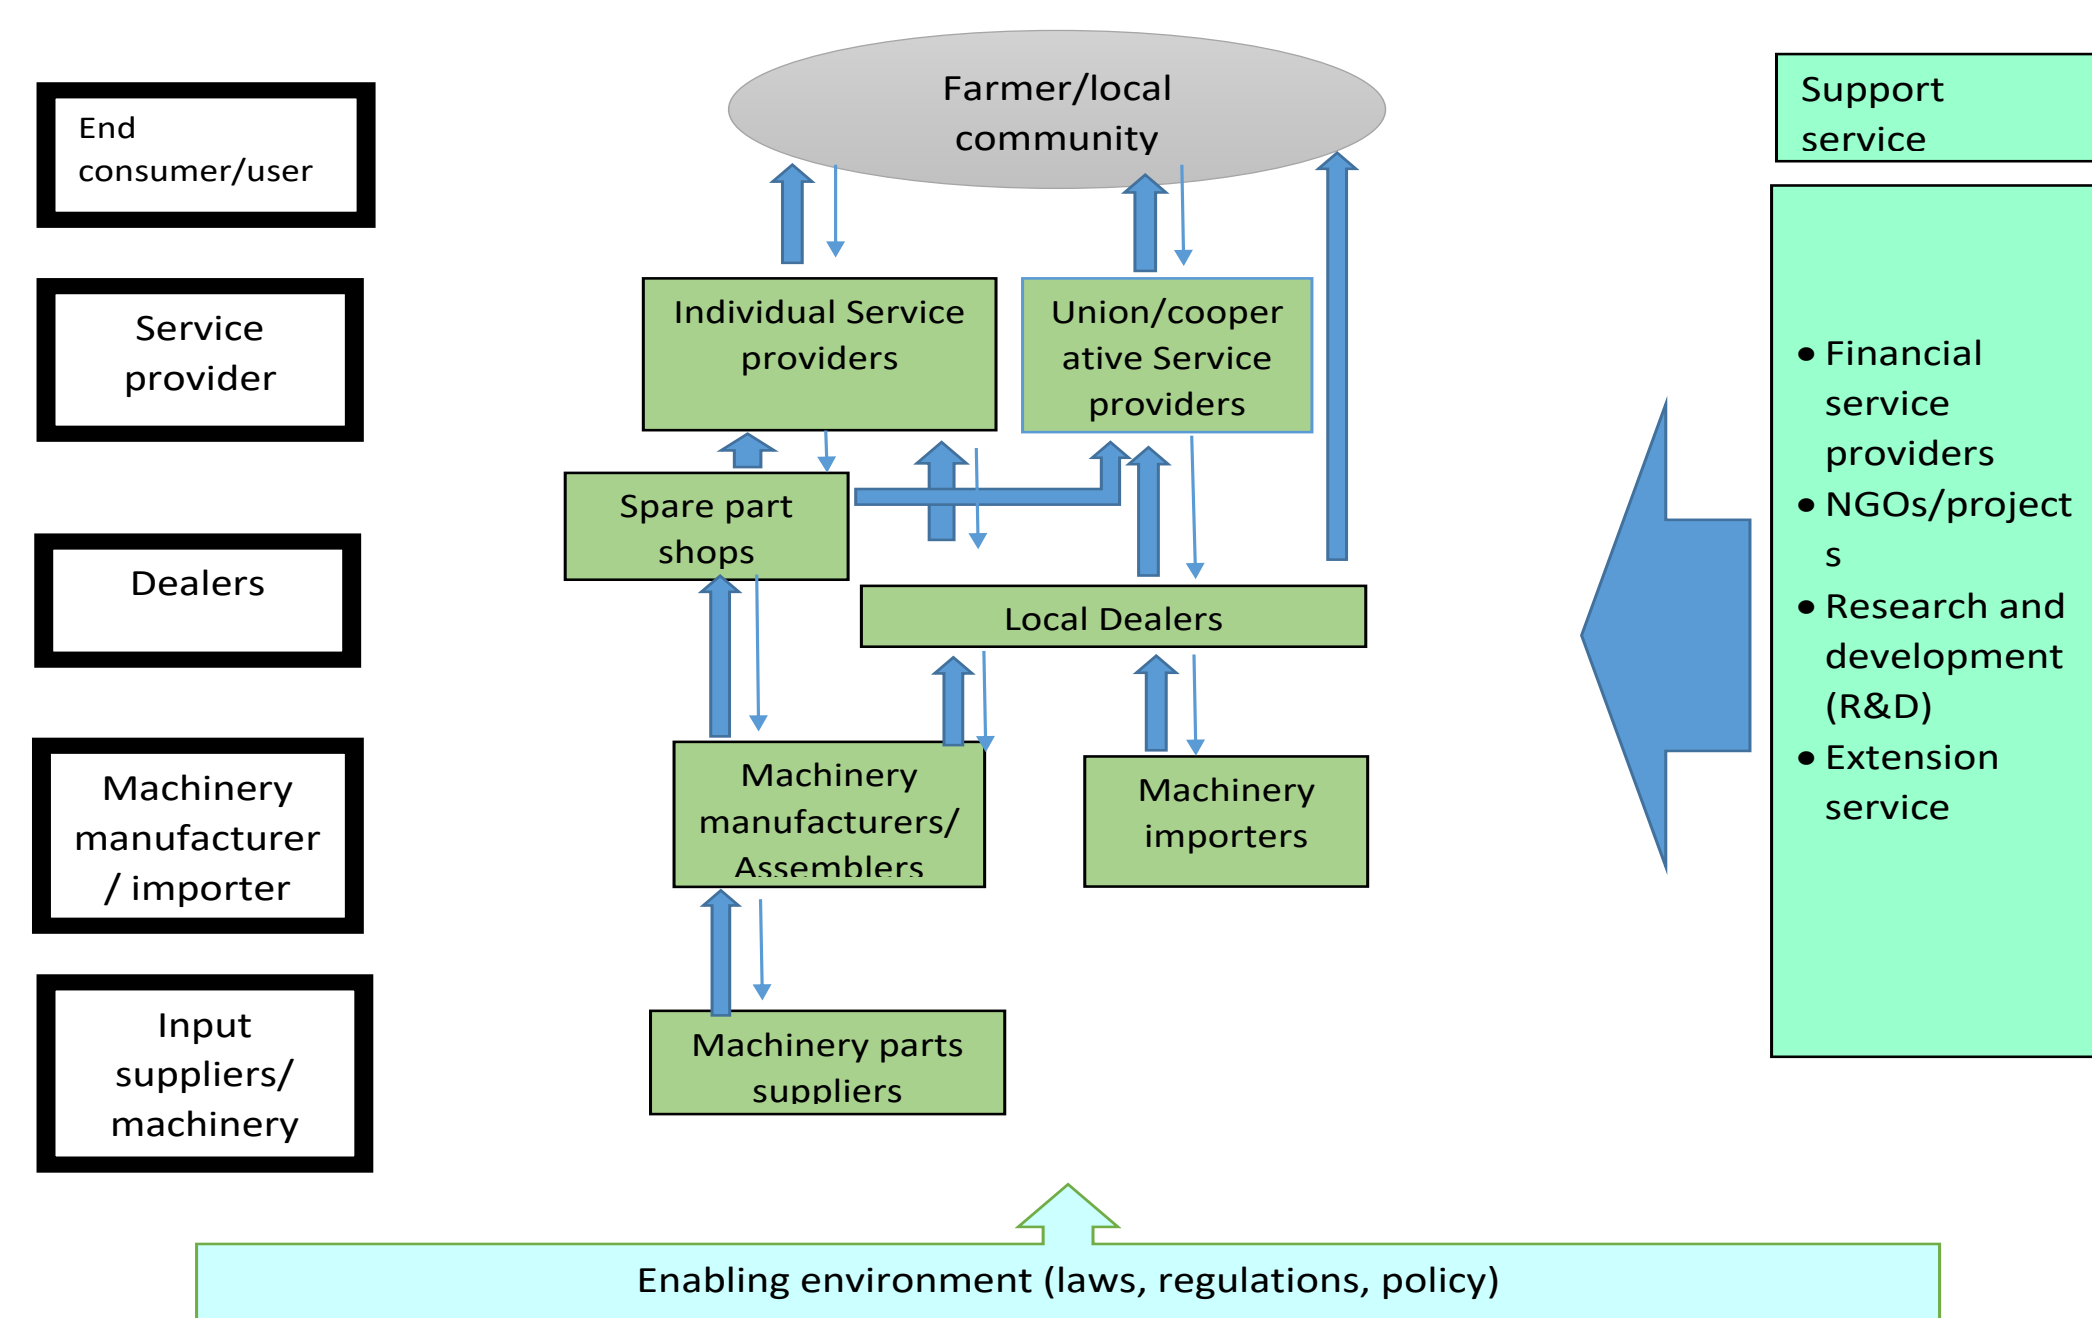 End
consumer/user
Service
provider
Dealers
Machinery
manufacturer
/ importer
Input
suppliers/
machinery
Farmer/local
community
Individual Service
providers
Union/cooper
ative Service
providers
Spare part
shops
Local Dealers
Machinery
manufacturers/
Assemblers
Machinery
importers
Machinery parts
suppliers
Support
service
• Financial
service
providers
• NGOs/project
s
• Research and
development
(R&D)
• Extension
service
Enabling environment (laws, regulations, policy)